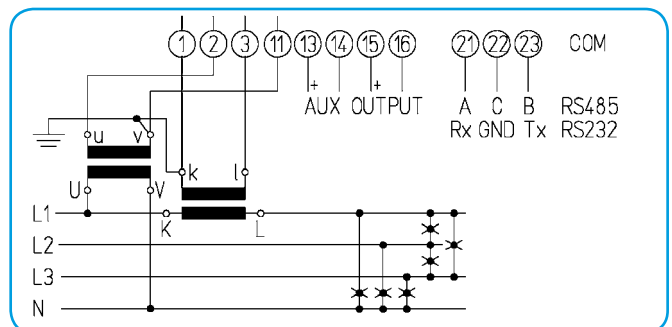 1 2 3 11 13 14 15 16 21 22 23 COM
+ +
AUX OUTPUT A C B RS485
Rx GND Tx RS232
u v k l
U V
L1 K L
L2
L3
N